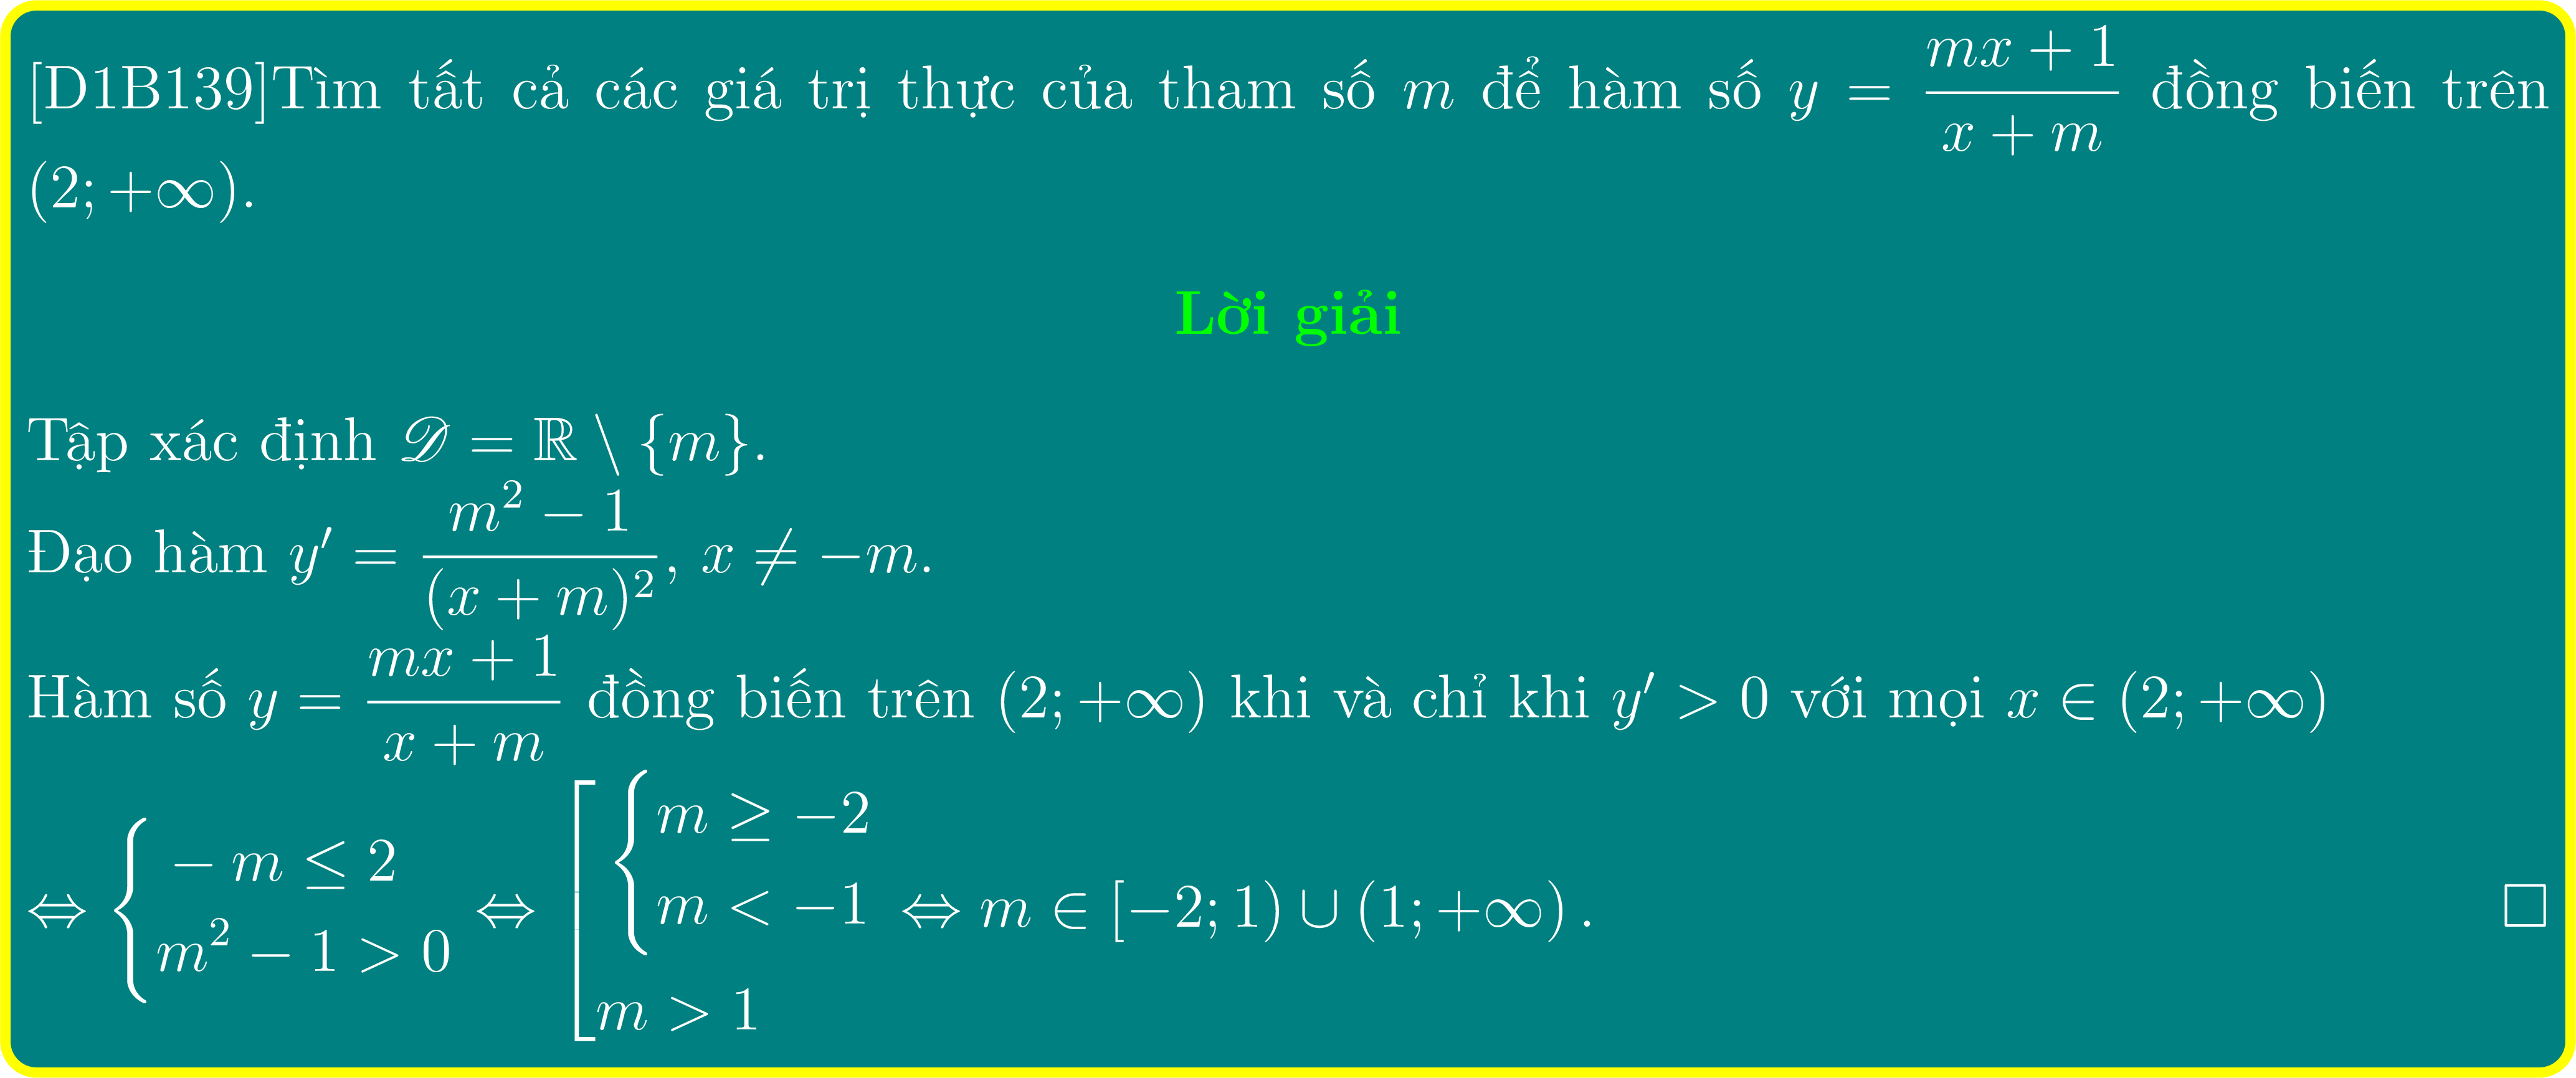 [D1B139]Tìm tất cả các giá trị thực của tham số $m$ để hàm số $y = \dfrac{mx+1}{x+m}$ đồng biến trên
$(2; +\infty)$.
Lời giải
Tập xác định $\mathscr{D} = \mathbb{R} \setminus \{m\}$.
Đạo hàm $y' = \dfrac{m^2-1}{(x+m)^2}$, $x \neq -m$.
Hàm số $y = \dfrac{mx+1}{x+m}$ đồng biến trên $(2; +\infty)$ khi và chỉ khi $y' > 0$ với mọi $x \in (2; +\infty)$
$\Leftrightarrow \begin{cases} -m \geq 2 \\ m^2 - 1 > 0 \end{cases}$ $\Leftrightarrow \left[\begin{array}{l} \begin{cases} m \geq -2 \\ m < -1 \end{cases} \\ m > 1 \end{array}\right.$ $\Leftrightarrow m \in [-2; 1) \cup (1; +\infty)$. □